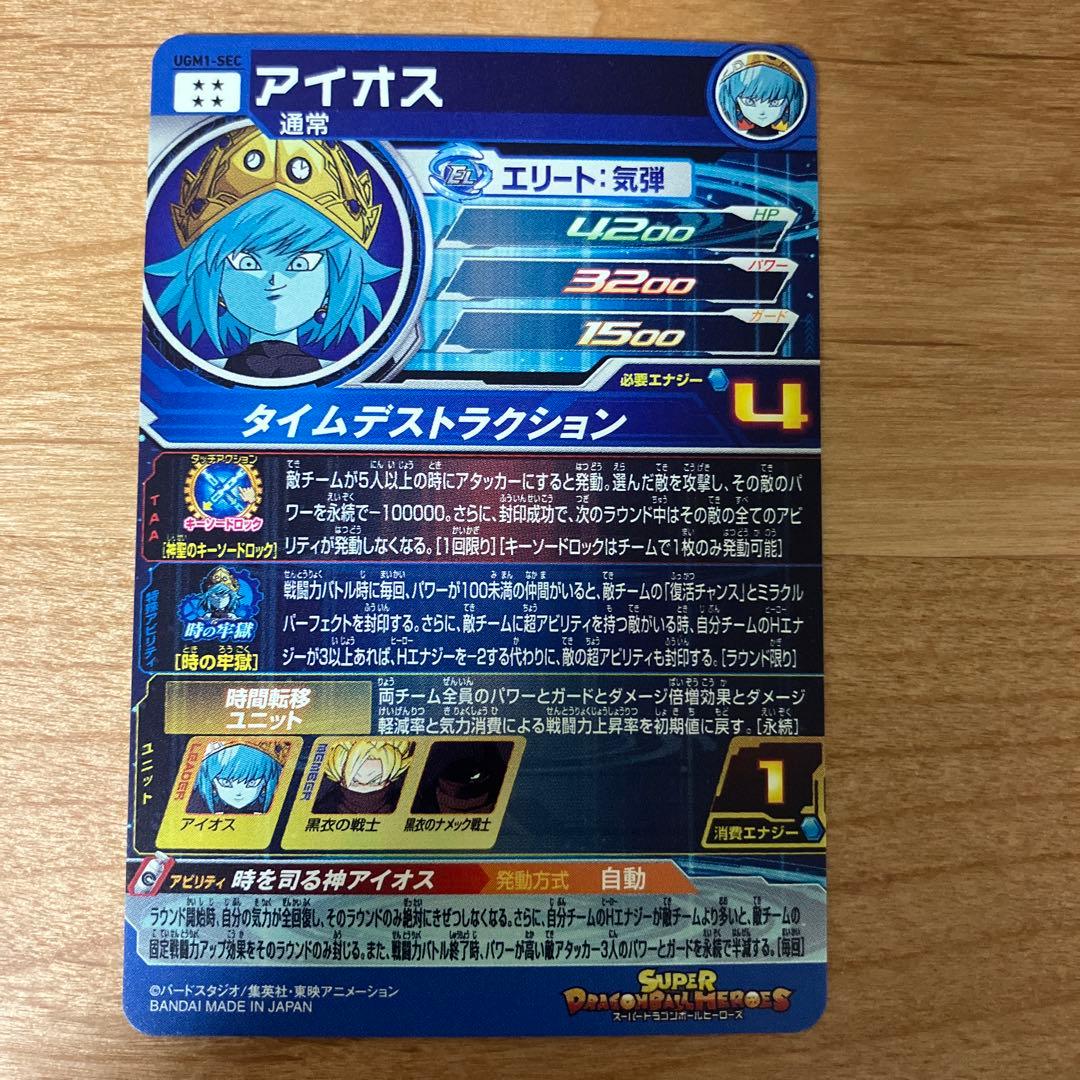 UGM1-SEC
アイオス
通常
EL エリート:気弾
HP
4200
パワー
3200
ガード
1500
必要エナジー 4
タイムデストラクション
TAA
タッチアクション
キーソードロック
[神聖のキーソードロック]
敵チームが5人以上の時にアタッカーにすると発動。選んだ敵を攻撃し、その敵のパ
ワーを永続で-100000。さらに、封印成功で、次のラウンド中はその敵の全てのアビ
リティが発動しなくなる。[1回限り][キーソードロックはチームで1枚のみ発動可能]
特殊アビリティ
時の牢獄
[時の牢獄]
戦闘力バトル時に毎回、パワーが100未満の仲間がいると、敵チームの「復活チャンス」とミラクル
パーフェクトを封印する。さらに、敵チームに超アビリティを持つ敵がいる時、自分チームのHエナ
ジーが3以上あれば、Hエナジーを-2する代わりに、敵の超アビリティも封印する。[ラウンド限り]
ユニット
時間転移
ユニット
両チーム全員のパワーとガードとダメージ倍増効果とダメージ
軽減率と気力消費による戦闘力上昇率を初期値に戻す。[永続]
LEADER
アイオス
MEMBER
黒衣の戦士
黒衣のナメック戦士
1
消費エナジー
アビリティ 時を司る神アイオス 発動方式 自動
ラウンド開始時、自分の気力が全回復し、そのラウンドのみ絶対にきぜつしなくなる。さらに、自分チームのHエナジーが敵チームより多いと、敵チームの
固定戦闘力アップ効果をそのラウンドのみ封じる。また、戦闘力バトル終了時、パワーが高い敵アタッカー3人のパワーとガードを永続で半減する。[毎回]
©バードスタジオ/集英社・東映アニメーション
BANDAI MADE IN JAPAN
SUPER
DRAGONBALL HEROES
スーパードラゴンボールヒーローズ